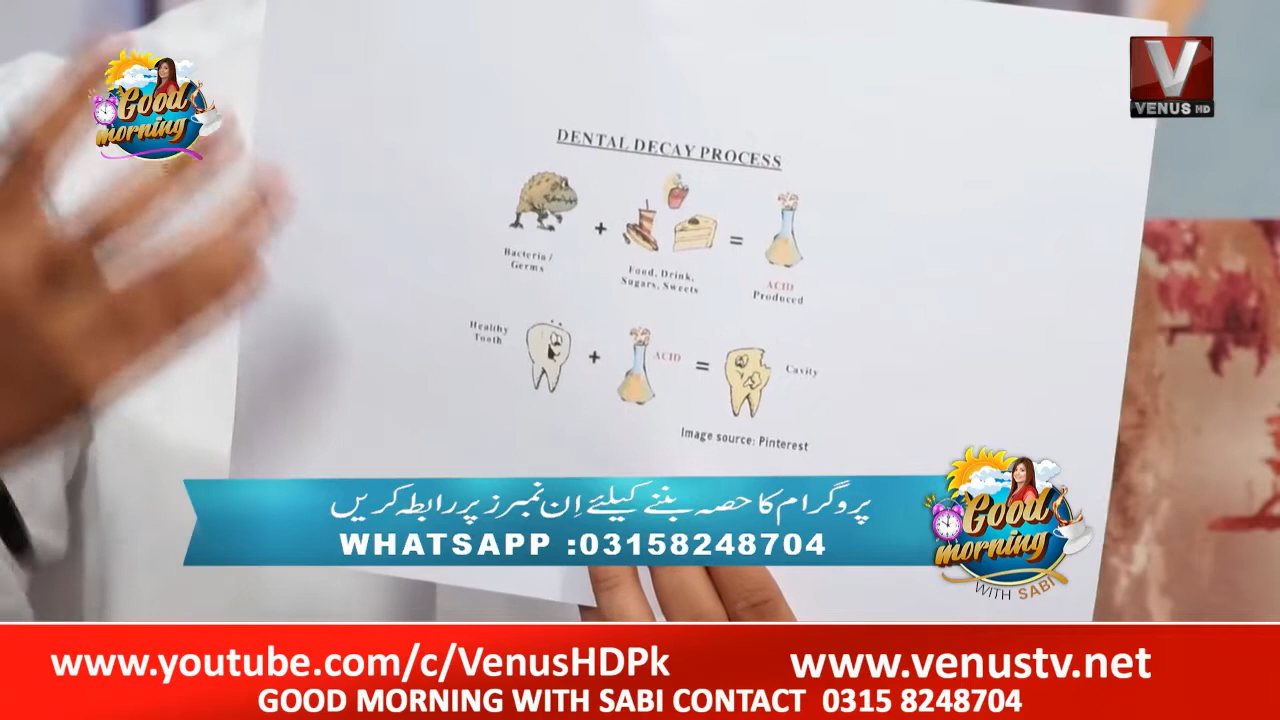 Good
morning
V
VENUS HD
DENTAL DECAY PROCESS
+
=
Bacteria /
Germs
Food, Drink,
Sugars, Sweets
ACID
Produced
Healthy
Tooth
+
ACID
=
Cavity
Image source: Pinterest
پروگرام کا حصہ بننے کیلئے اِن نمبرز پر رابطہ کریں
WHATSAPP :03158248704
Good
morning
WITH SABI
www.youtube.com/c/VenusHDPk
www.venustv.net
GOOD MORNING WITH SABI CONTACT 0315 8248704